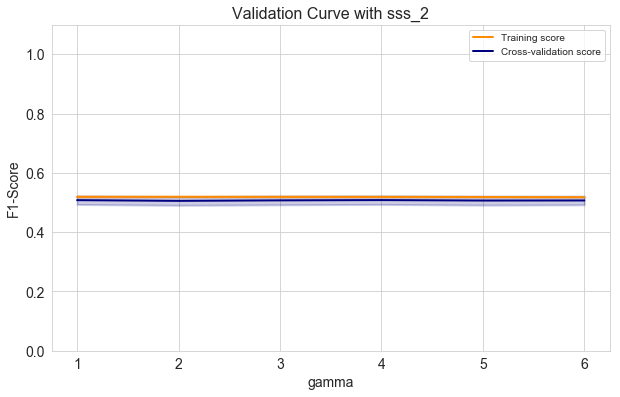 Validation Curve with sss_2
Training score
Cross-validation score
1.0
0.8
0.6
0.4
0.2
0.0
F1-Score
1 2 3 4 5 6
gamma